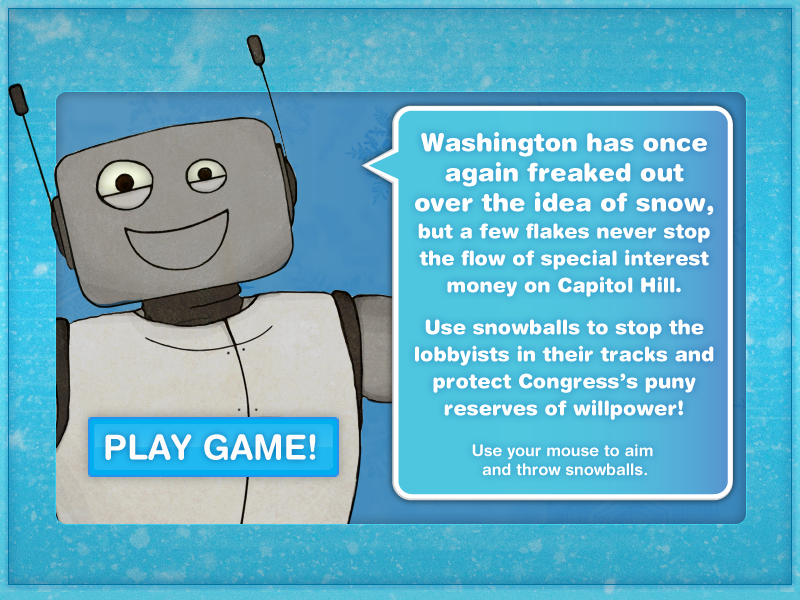 Washington has once
again freaked out
over the idea of snow,
but a few flakes never stop
the flow of special interest
money on Capitol Hill.
Use snowballs to stop the
lobbyists in their tracks and
protect Congress's puny
reserves of willpower!
Use your mouse to aim
and throw snowballs.
PLAY GAME!